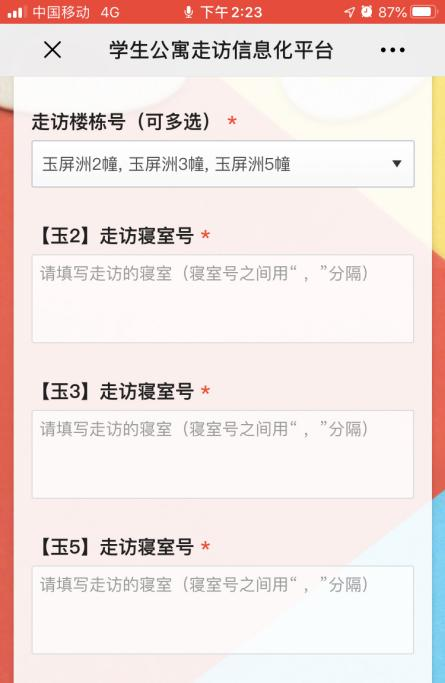 中国移动 4G 下午2:23 87%
学生公寓走访信息化平台
走访楼栋号（可多选） *
玉屏洲2幢, 玉屏洲3幢, 玉屏洲5幢
【玉2】走访寝室号 *
请填写走访的寝室（寝室号之间用“，”分隔）
【玉3】走访寝室号 *
请填写走访的寝室（寝室号之间用“，”分隔）
【玉5】走访寝室号 *
请填写走访的寝室（寝室号之间用“，”分隔）